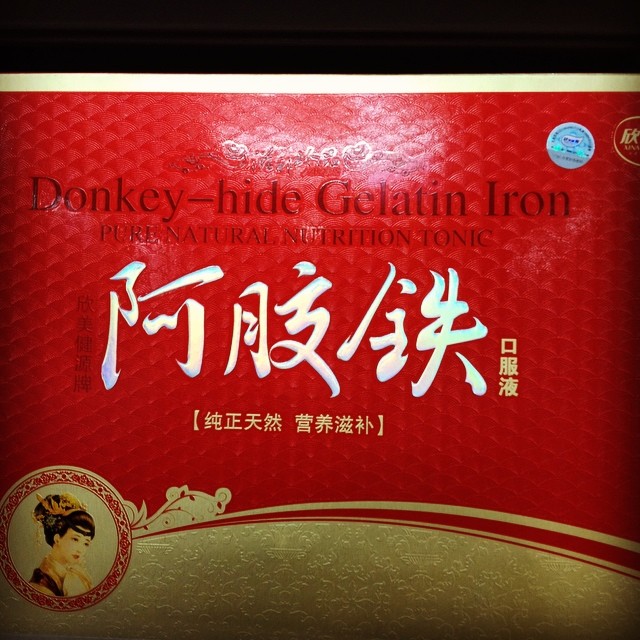 欣
Donkey-hide Gelatin Iron
PURE NATURAL NUTRITION TONIC
欣美健源牌
阿胶铁
口服液
【纯正天然 营养滋补】